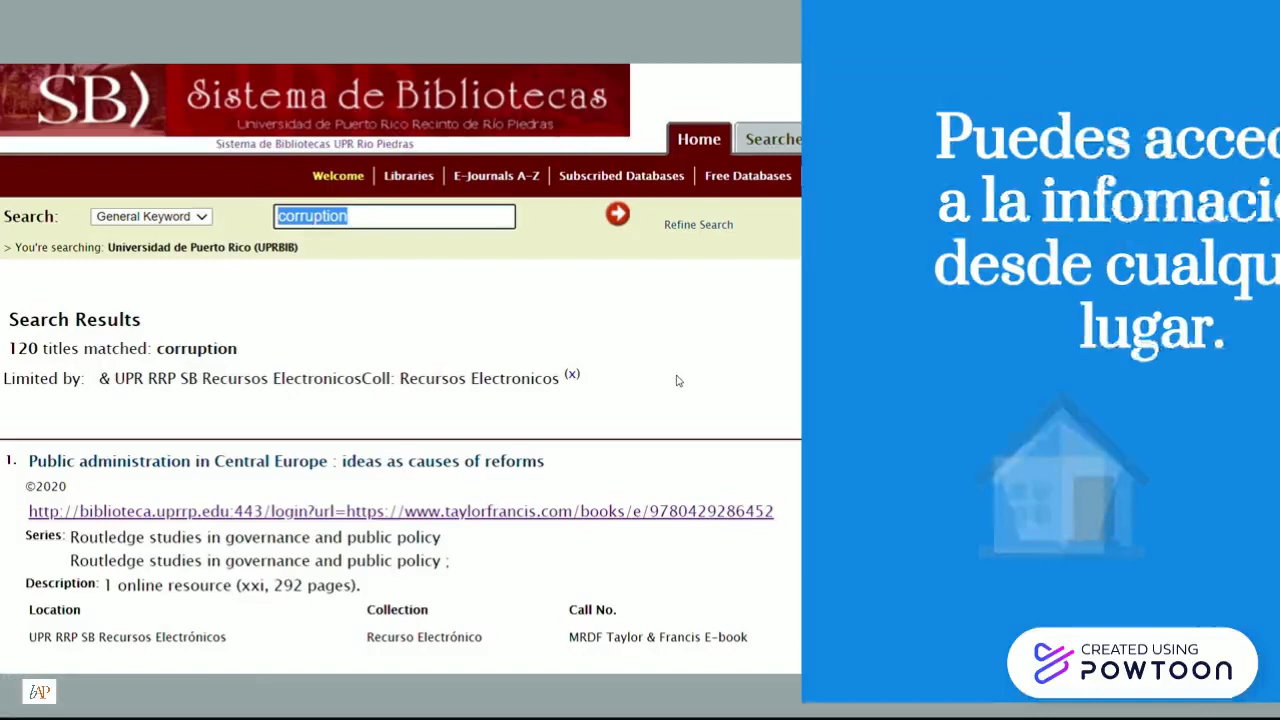 SB)
Sistema de Bibliotecas
Universidad de Puerto Rico Recinto de Río Piedras
Sistema de Bibliotecas UPR Rio Piedras
Home
Searche
Welcome | Libraries | E-Journals A-Z | Subscribed Databases | Free Databases
Search: General Keyword corruption Refine Search
> You're searching: Universidad de Puerto Rico (UPRBIB)
Search Results
120 titles matched: corruption
Limited by: & UPR RRP SB Recursos ElectronicosColl: Recursos Electronicos (x)
1. Public administration in Central Europe : ideas as causes of reforms
©2020
http://biblioteca.uprrp.edu:443/login?url=https://www.taylorfrancis.com/books/e/9780429286452
Series: Routledge studies in governance and public policy
Routledge studies in governance and public policy ;
Description: 1 online resource (xxi, 292 pages).
Location Collection Call No.
UPR RRP SB Recursos Electrónicos Recurso Electrónico MRDF Taylor & Francis E-book
Puedes acced
a la infomació
desde cualqu
lugar.
iAP
CREATED USING
POWTOON